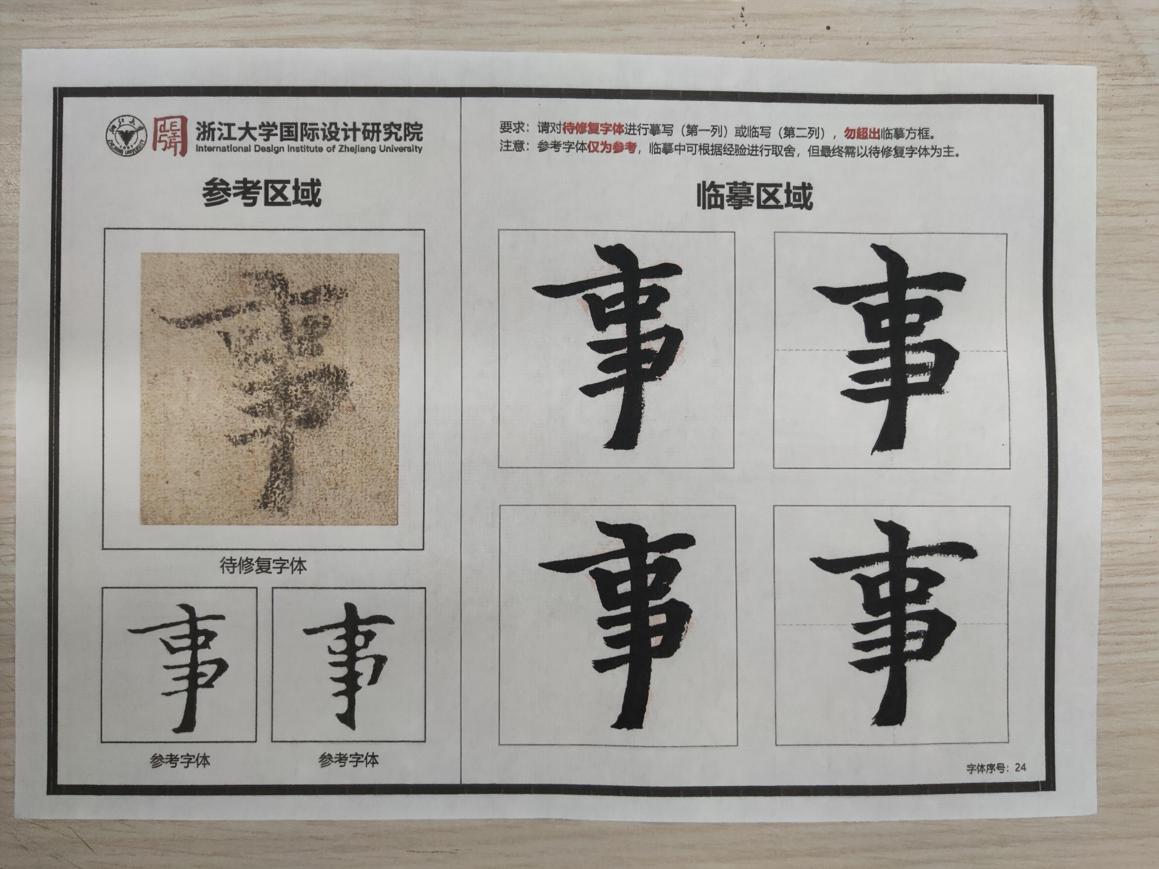 浙江大学国际设计研究院
International Design Institute of Zhejiang University
参考区域
事
待修复字体
事
事
参考字体
参考字体
要求：请对待修复字体进行摹写（第一列）或临写（第二列），勿超出临摹方框。
注意：参考字体仅为参考，临摹中可根据经验进行取舍，但最终需以待修复字体为主。
临摹区域
事
事
事
事
字体序号：24